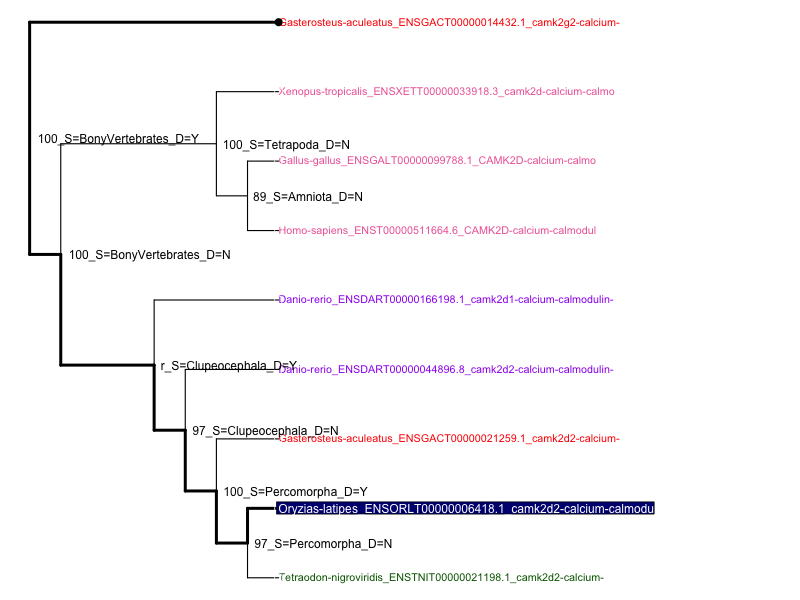 Gasterosteus-aculeatus_ENSGACT00000014432.1_camk2g2-calcium-
Xenopus-tropicalis_ENSXETT00000033918.3_camk2d-calcium-calmo
100_S=BonyVertebrates_D=Y
100_S=Tetrapoda_D=N
Gallus-gallus_ENSGALT00000099788.1_CAMK2D-calcium-calmo
89_S=Amniota_D=N
Homo-sapiens_ENST00000511664.6_CAMK2D-calcium-calmodul
100_S=BonyVertebrates_D=N
Danio-rerio_ENSDART00000166198.1_camk2d1-calcium-calmodulin-
r_S=Clupeocephala_D=Y
Danio-rerio_ENSDART00000044896.8_camk2d2-calcium-calmodulin-
97_S=Clupeocephala_D=N
Gasterosteus-aculeatus_ENSGACT00000021259.1_camk2d2-calcium-
100_S=Percomorpha_D=Y
Oryzias-latipes_ENSORLT00000006418.1_camk2d2-calcium-calmodu
97_S=Percomorpha_D=N
Tetraodon-nigroviridis_ENSTNIT00000021198.1_camk2d2-calcium-